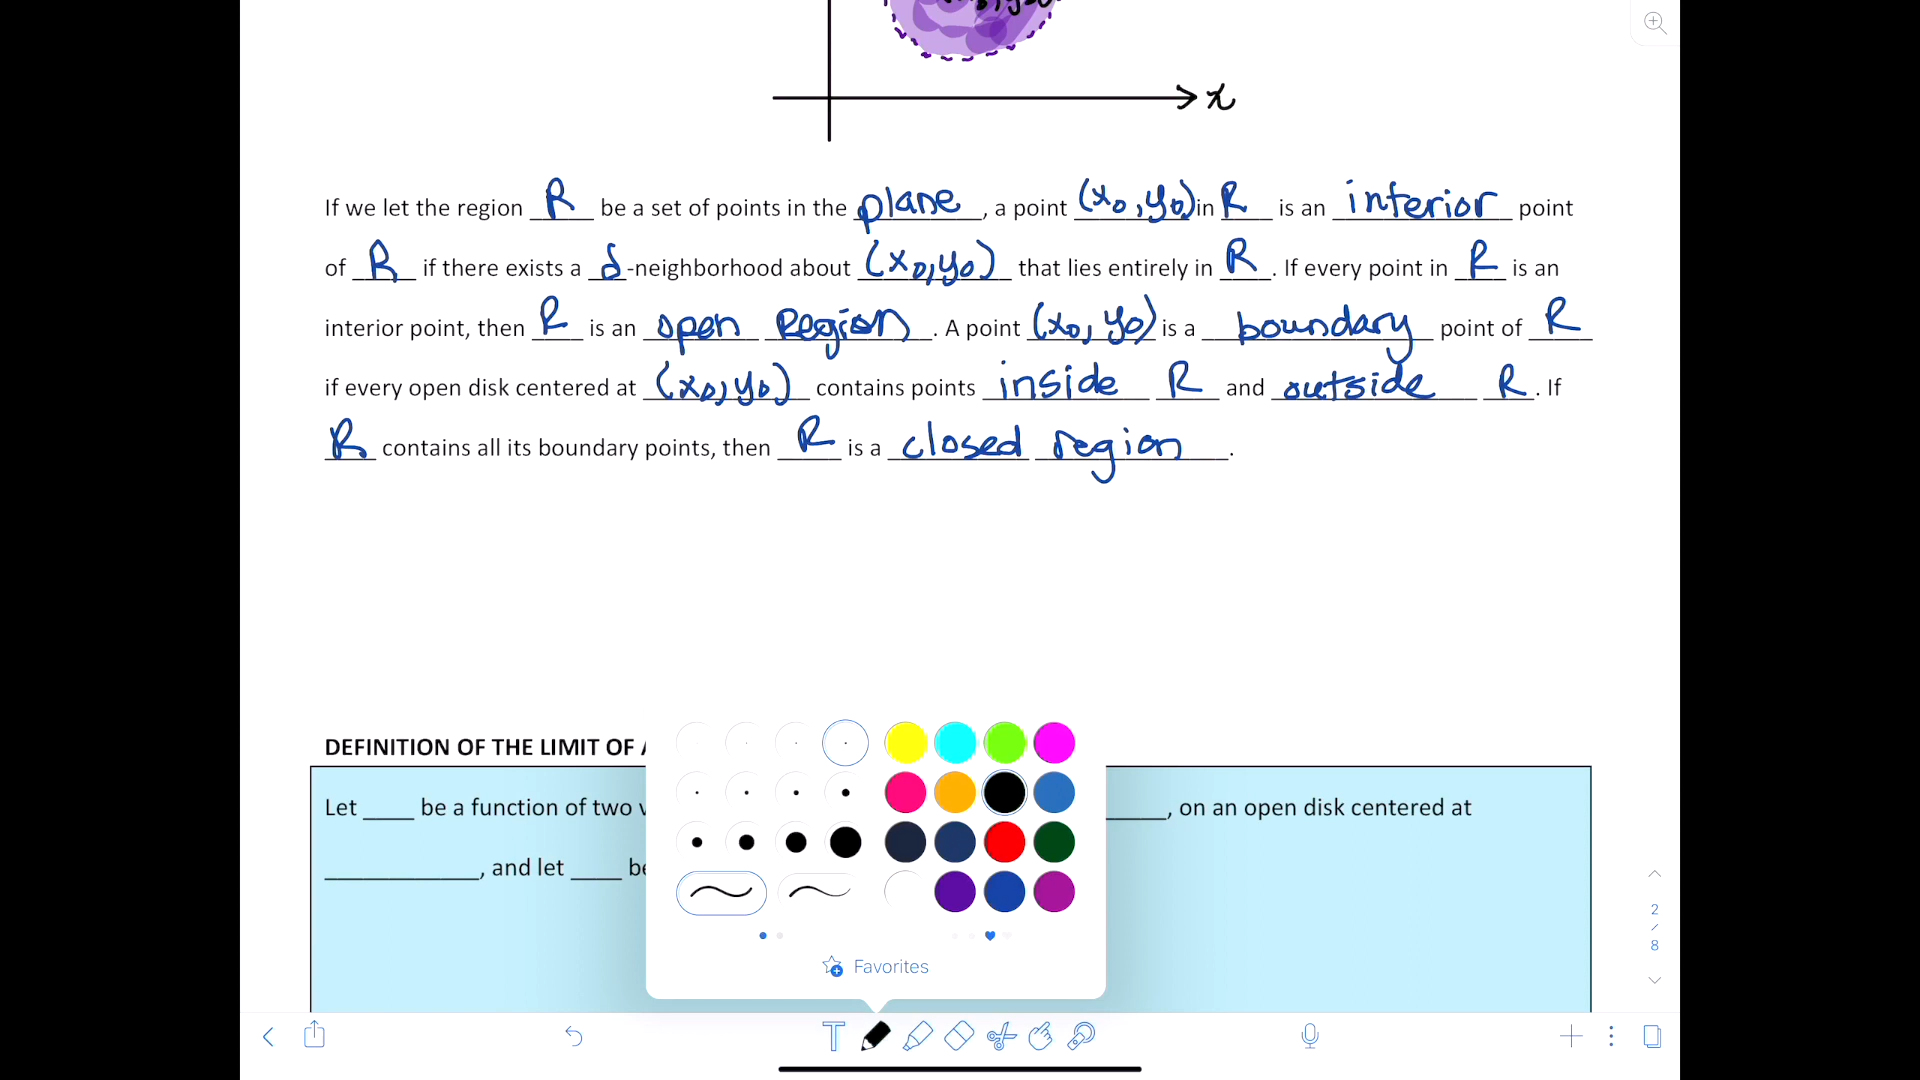 x
If we let the region R be a set of points in the plane, a point (x₀, y₀) in R is an interior point
of R if there exists a δ-neighborhood about (x₀, y₀) that lies entirely in R. If every point in R is an
interior point, then R is an open Region. A point (x₀, y₀) is a boundary point of R
if every open disk centered at (x₀, y₀) contains points inside R and outside R. If
R contains all its boundary points, then R is a closed region.
DEFINITION OF THE LIMIT OF
Let ____ be a function of two ____, on an open disk centered at
____________, and let ____ be
Favorites
2
/
8
T